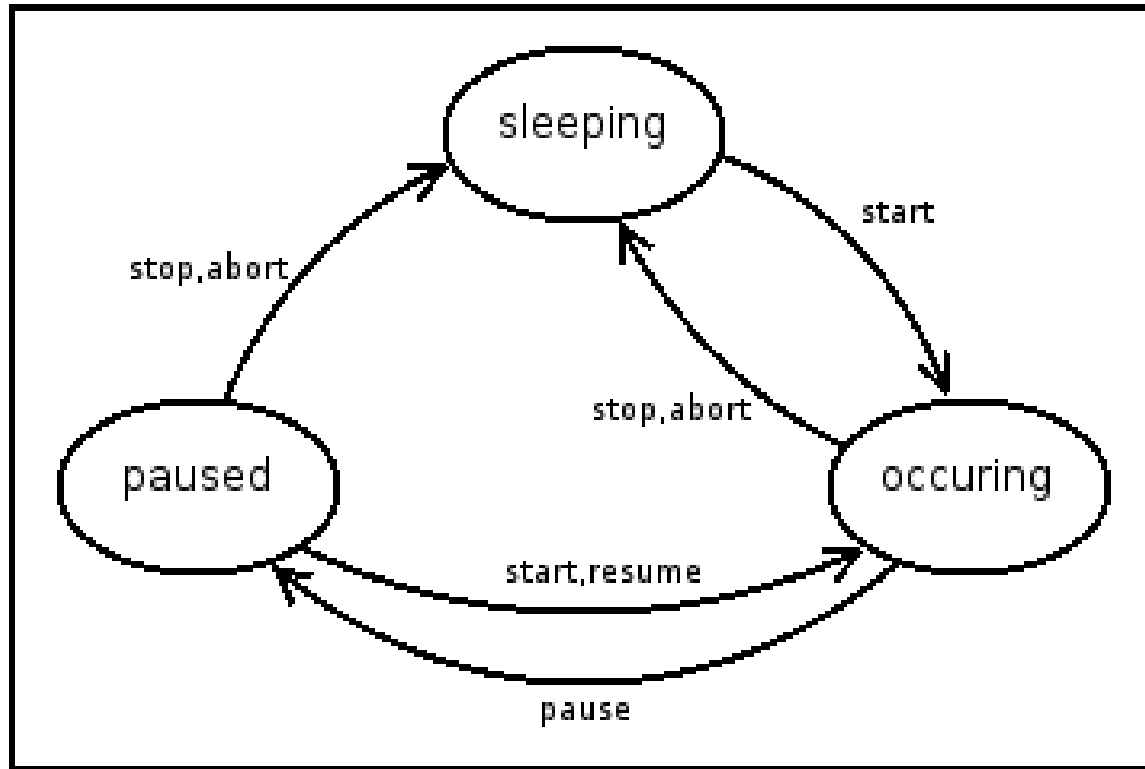 sleeping
start
stop,abort
stop,abort
paused
occuring
start,resume
pause